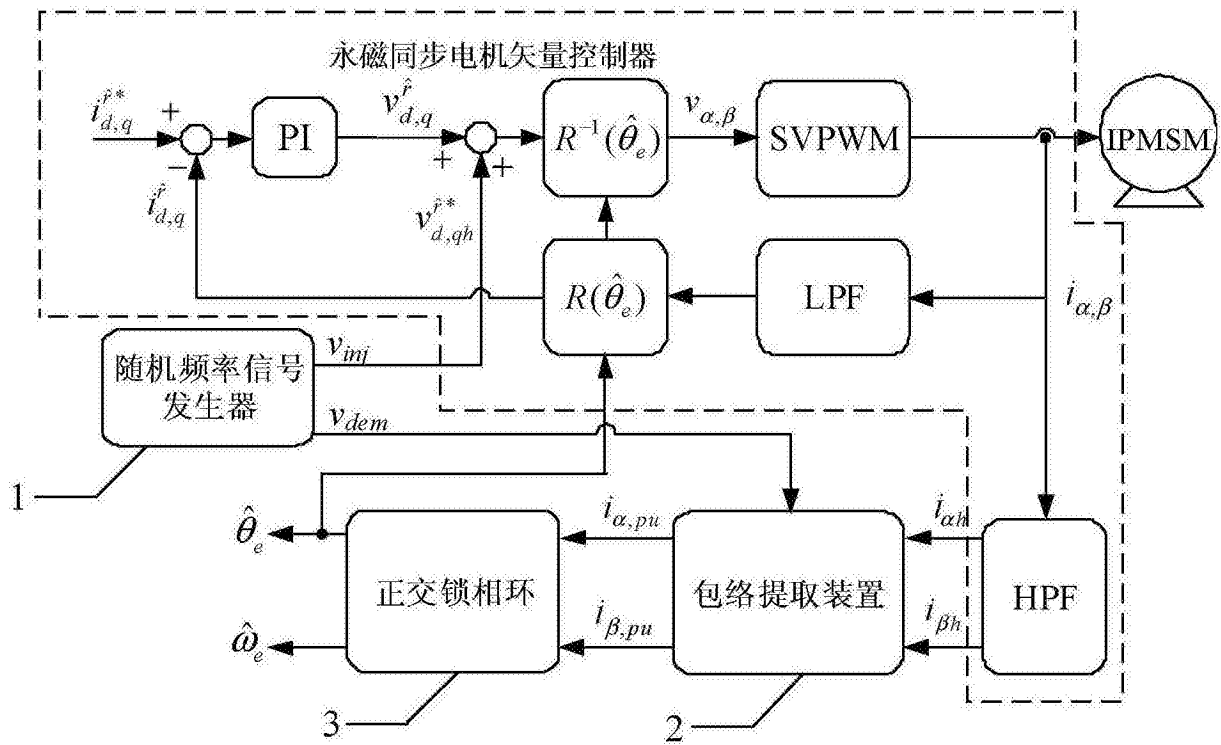 永磁同步电机矢量控制器
i_{d,q}^{r̂*}
+
−
PI
v_{d,q}^{r̂}
+
+
R⁻¹(θ̂_e)
v_{α,β}
SVPWM
IPMSM
i_{d,q}^{r̂}
v_{d,qh}^{r̂*}
R(θ̂_e)
LPF
i_{α,β}
随机频率信号
发生器
v_{inj}
v_{dem}
1
θ̂_e
ω̂_e
正交锁相环
i_{α,pu}
i_{β,pu}
包络提取装置
i_{αh}
i_{βh}
HPF
3
2